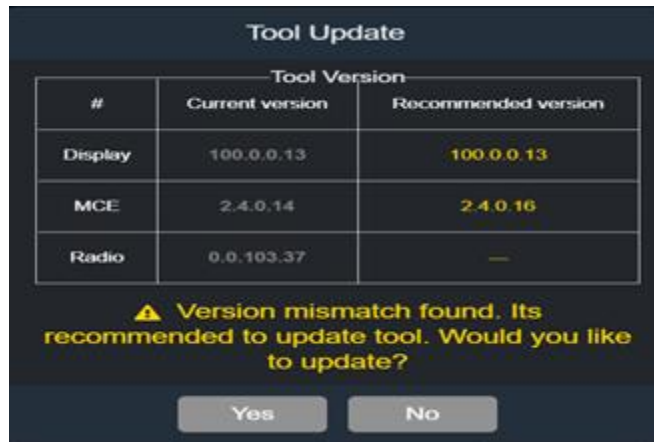 Tool Update
Tool Version
# Current version Recommended version
Display 100.0.0.13 100.0.0.13
MCE 2.4.0.14 2.4.0.16
Radio 0.0.103.37 —
Version mismatch found. Its
recommended to update tool. Would you like
to update?
Yes No